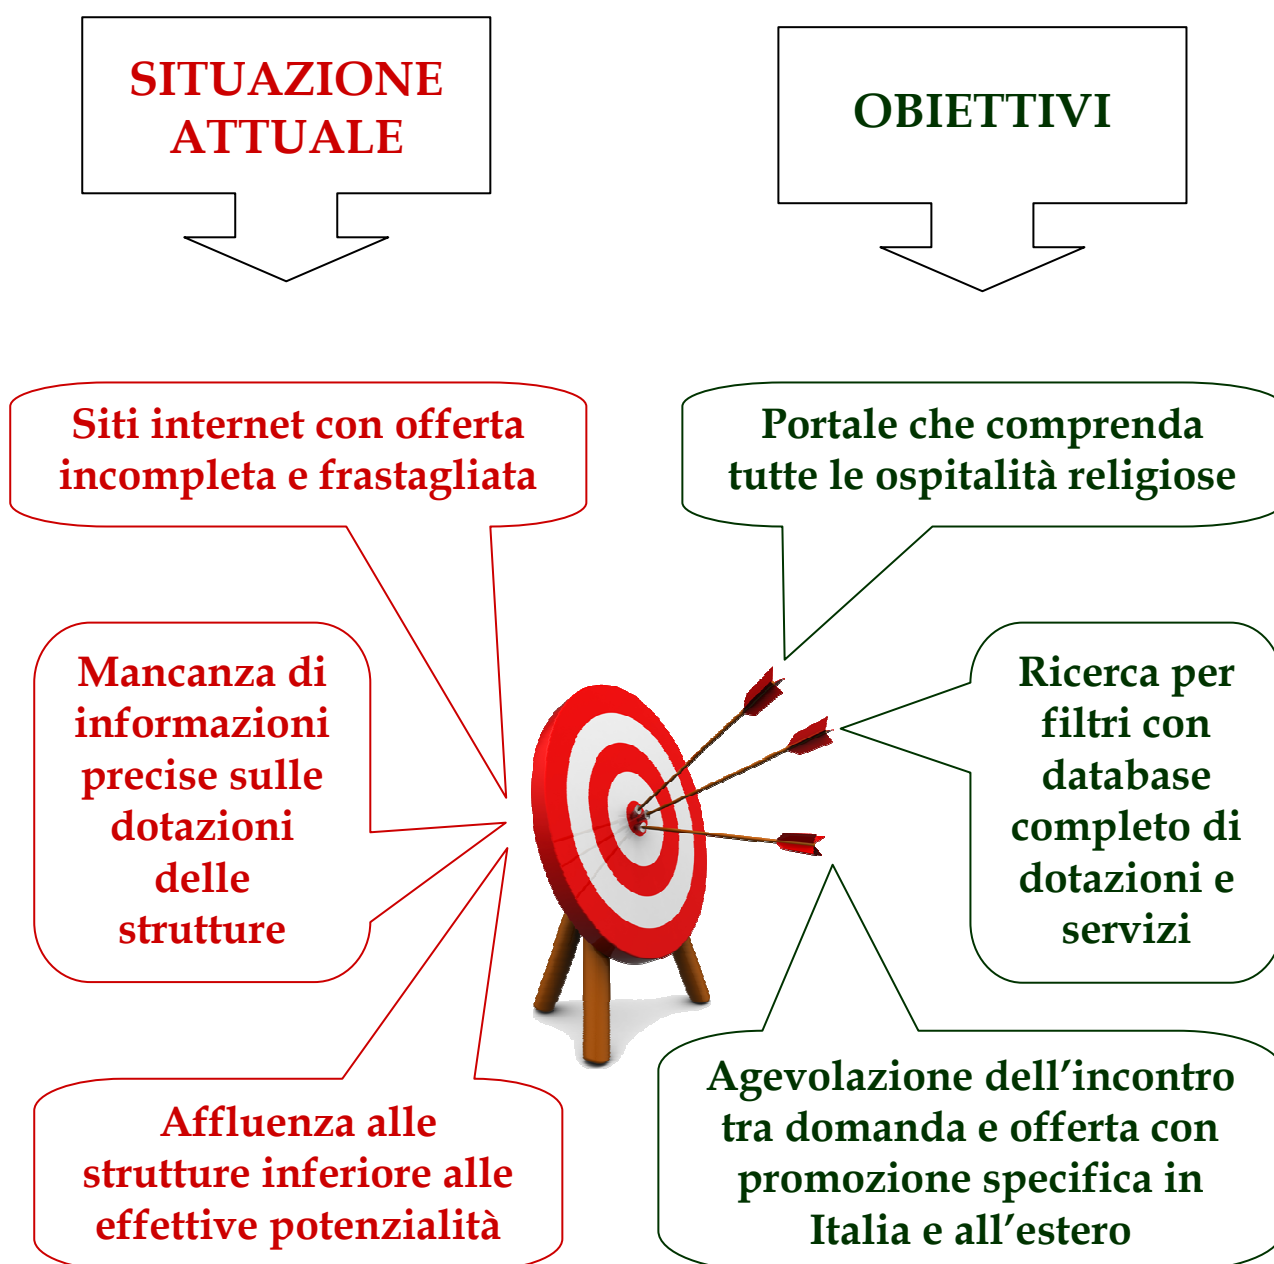 SITUAZIONE
ATTUALE
OBIETTIVI
Siti internet con offerta
incompleta e frastagliata
Portale che comprenda
tutte le ospitalità religiose
Mancanza di
informazioni
precise sulle
dotazioni
delle
strutture
Ricerca per
filtri con
database
completo di
dotazioni e
servizi
Affluenza alle
strutture inferiore alle
effettive potenzialità
Agevolazione dell’incontro
tra domanda e offerta con
promozione specifica in
Italia e all’estero